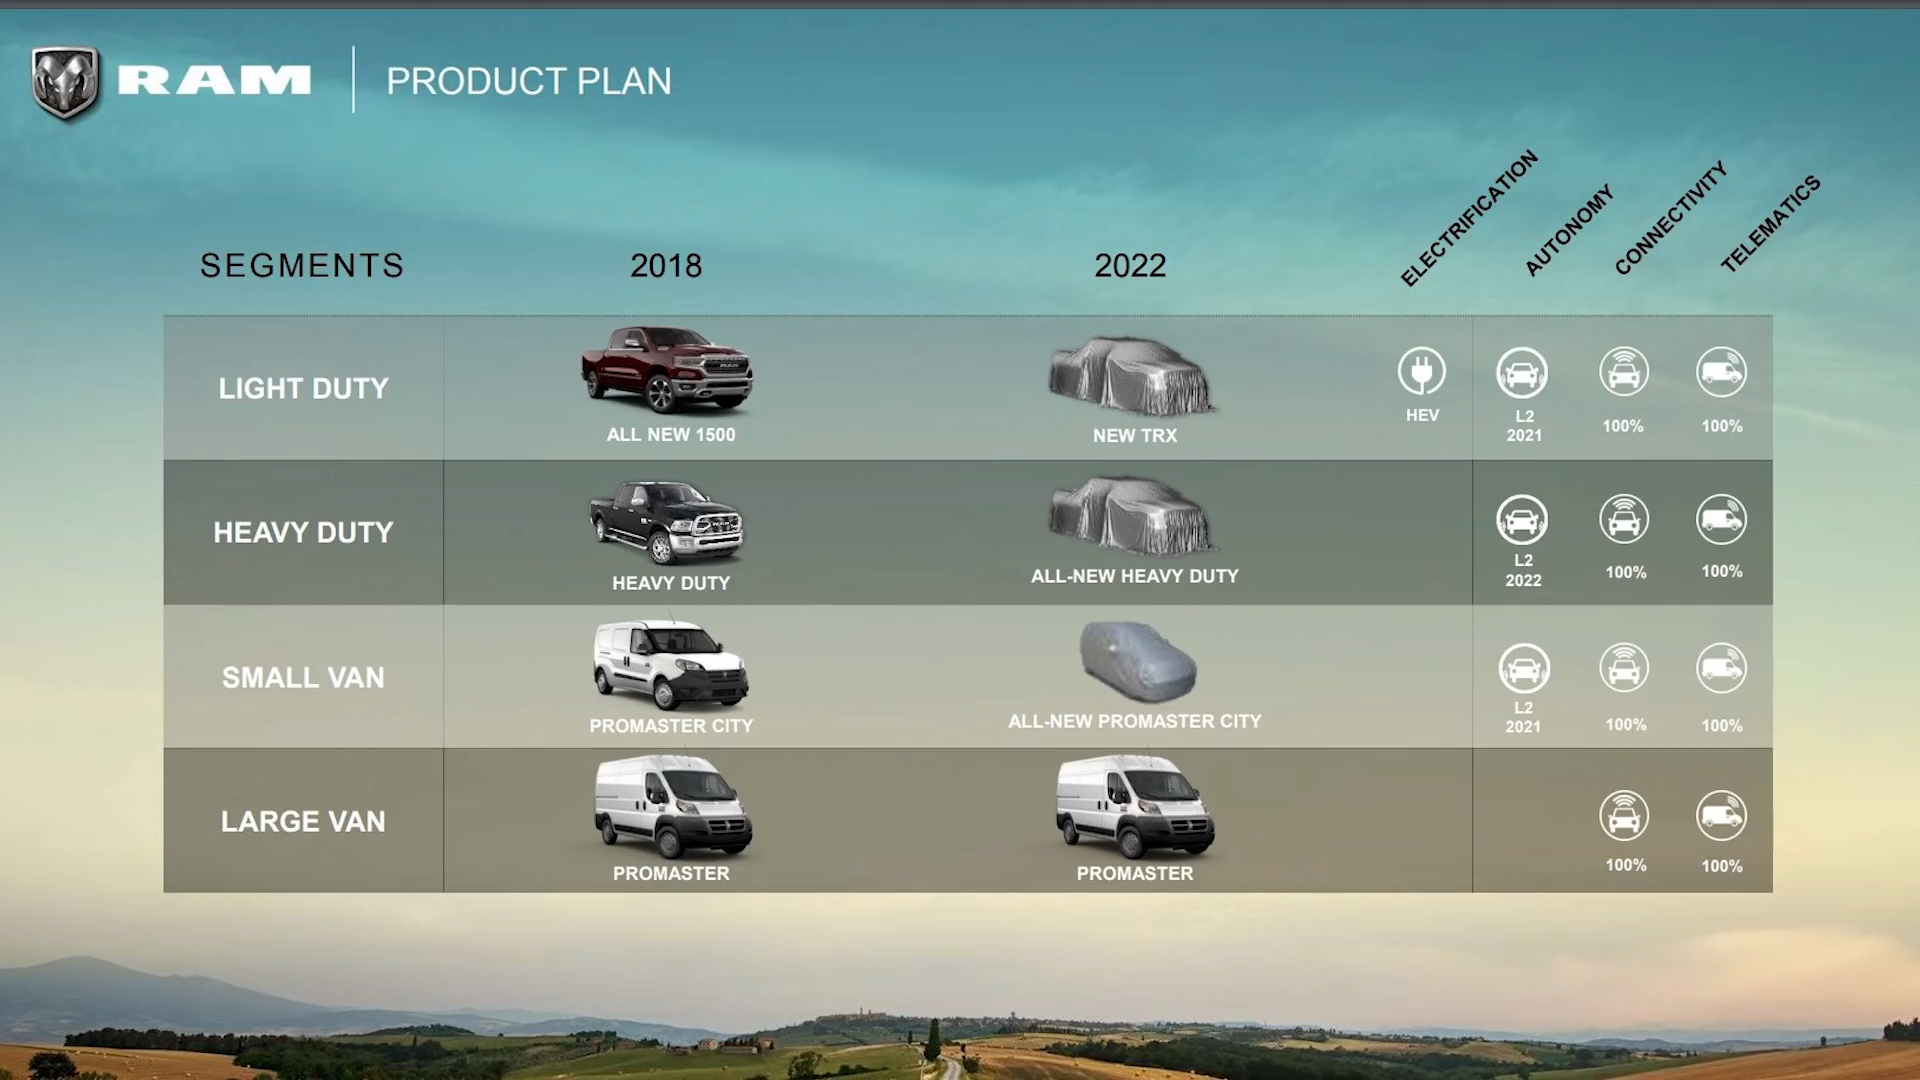 RAM PRODUCT PLAN
SEGMENTS 2018 2022 ELECTRIFICATION AUTONOMY CONNECTIVITY TELEMATICS
LIGHT DUTY
ALL NEW 1500
NEW TRX
HEV
L2
2021
100%
100%
HEAVY DUTY
HEAVY DUTY
ALL-NEW HEAVY DUTY
L2
2022
100%
100%
SMALL VAN
PROMASTER CITY
ALL-NEW PROMASTER CITY
L2
2021
100%
100%
LARGE VAN
PROMASTER
PROMASTER
100%
100%